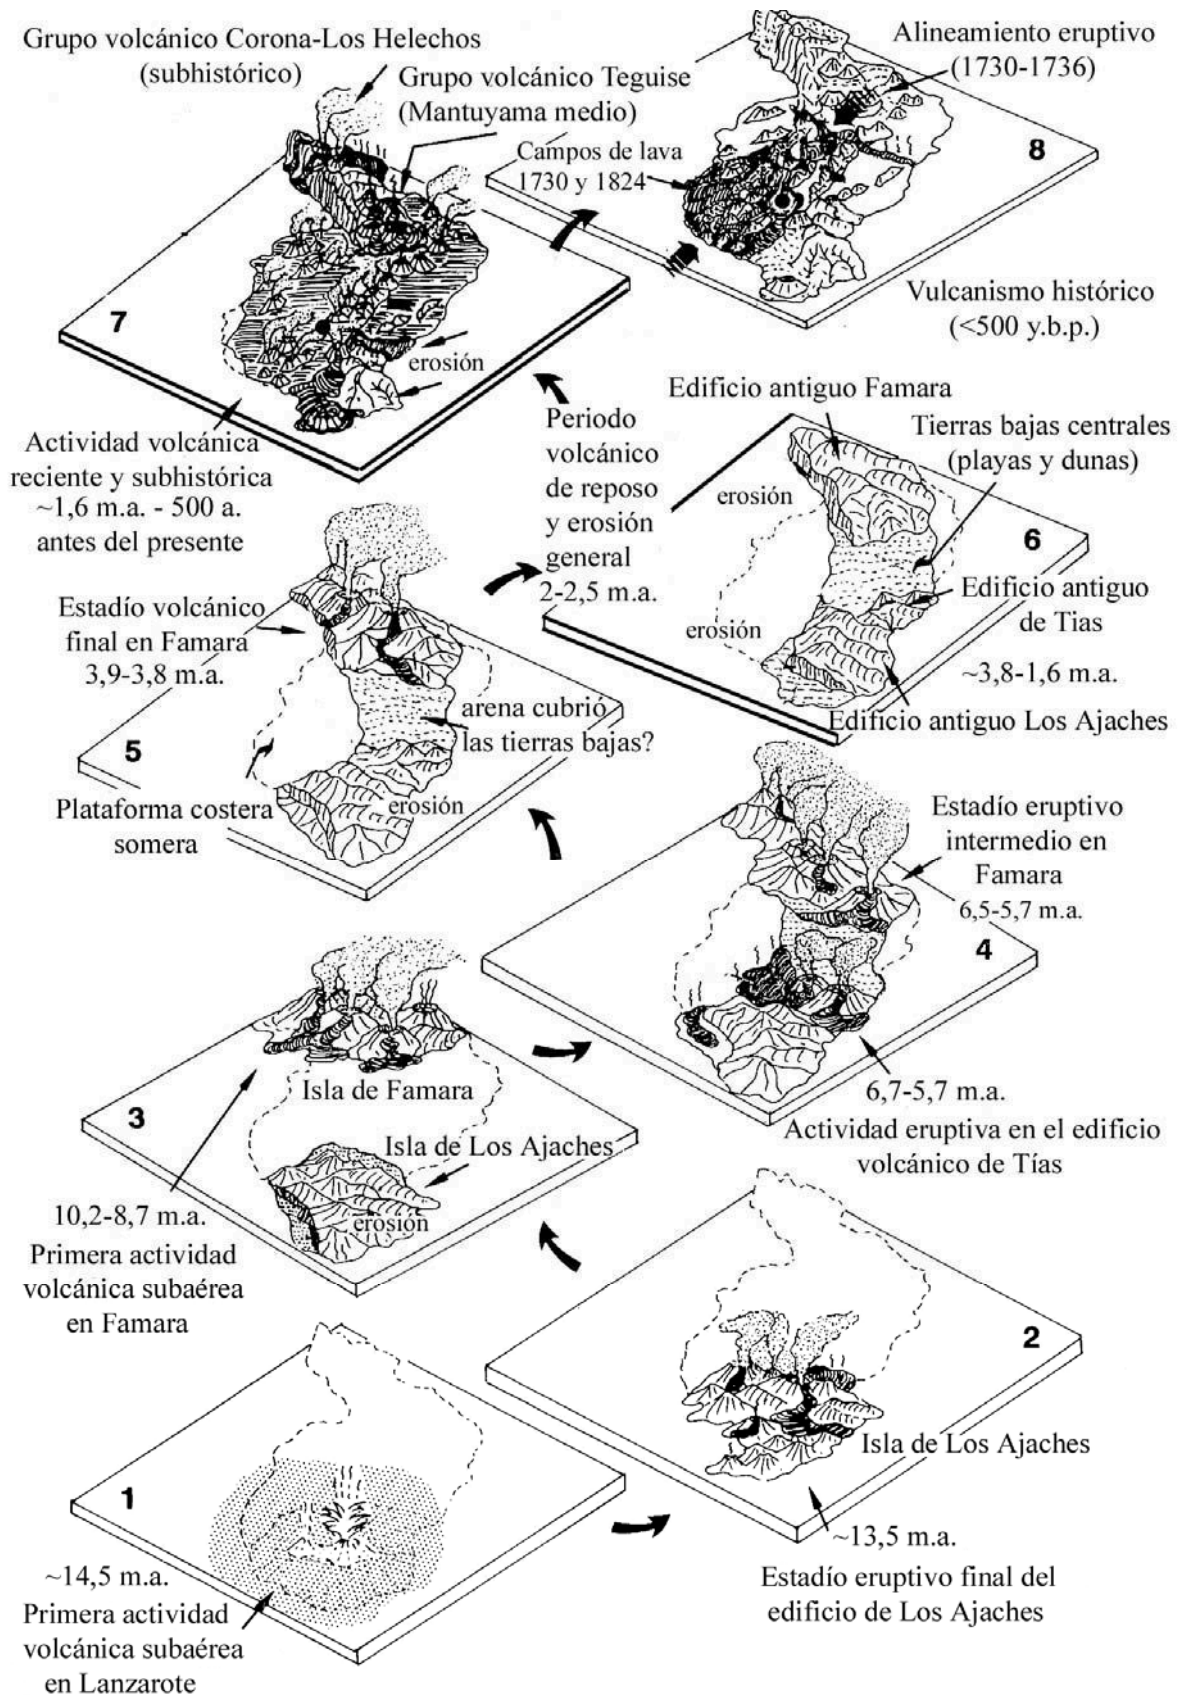 Grupo volcánico Corona-Los Helechos
(subhistórico)
Grupo volcánico Teguise
(Mantuyama medio)
7
erosión
Actividad volcánica
reciente y subhistórica
~1,6 m.a. - 500 a.
antes del presente
Alineamiento eruptivo
(1730-1736)
Campos de lava
1730 y 1824
8
Vulcanismo histórico
(<500 y.b.p.)
Periodo
volcánico
de reposo
y erosión
general
2-2,5 m.a.
Edificio antiguo Famara
Tierras bajas centrales
(playas y dunas)
erosión
6
Edificio antiguo
de Tias
erosión
~3,8-1,6 m.a.
Edificio antiguo Los Ajaches
Estadío volcánico
final en Famara
3,9-3,8 m.a.
5
arena cubrió
las tierras bajas?
erosión
Plataforma costera
somera
Estadío eruptivo
intermedio en
Famara
6,5-5,7 m.a.
4
6,7-5,7 m.a.
Actividad eruptiva en el edificio
volcánico de Tías
3
Isla de Famara
Isla de Los Ajaches
erosión
10,2-8,7 m.a.
Primera actividad
volcánica subaérea
en Famara
2
Isla de Los Ajaches
~13,5 m.a.
Estadío eruptivo final del
edificio de Los Ajaches
1
~14,5 m.a.
Primera actividad
volcánica subaérea
en Lanzarote